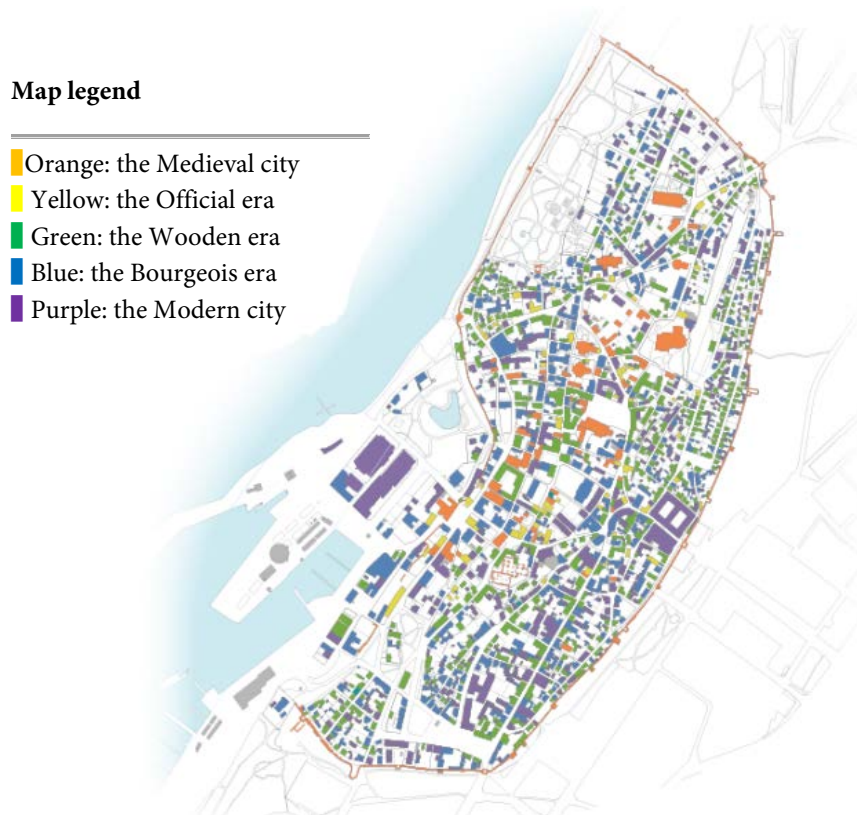 Map legend
Orange: the Medieval city
Yellow: the Official era
Green: the Wooden era
Blue: the Bourgeois era
Purple: the Modern city